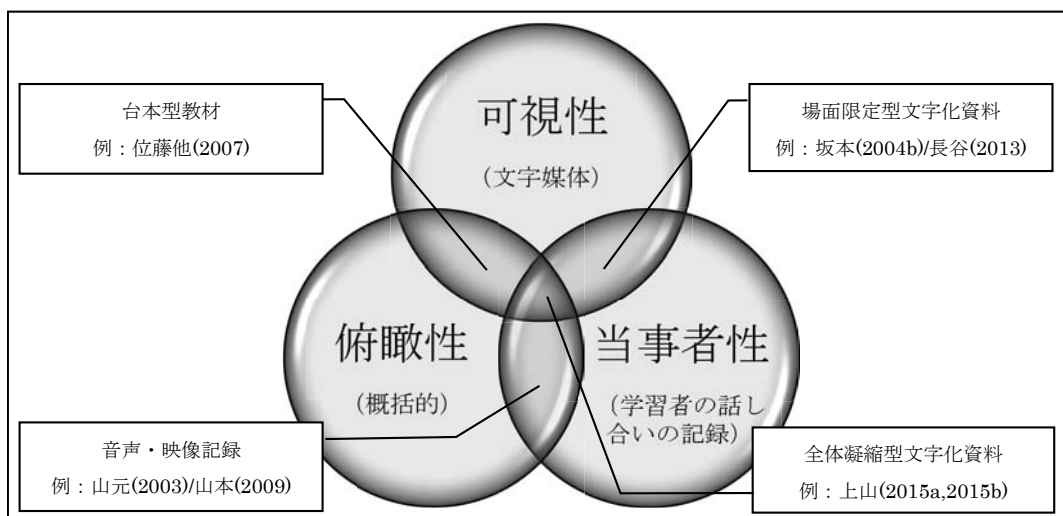 台本型教材
例：位藤他(2007)
可視性
（文字媒体）
場面限定型文字化資料
例：坂本(2004b)/長谷(2013)
俯瞰性
（概括的）
当事者性
（学習者の話し
合いの記録）
音声・映像記録
例：山元(2003)/山本(2009)
全体凝縮型文字化資料
例：上山(2015a,2015b)